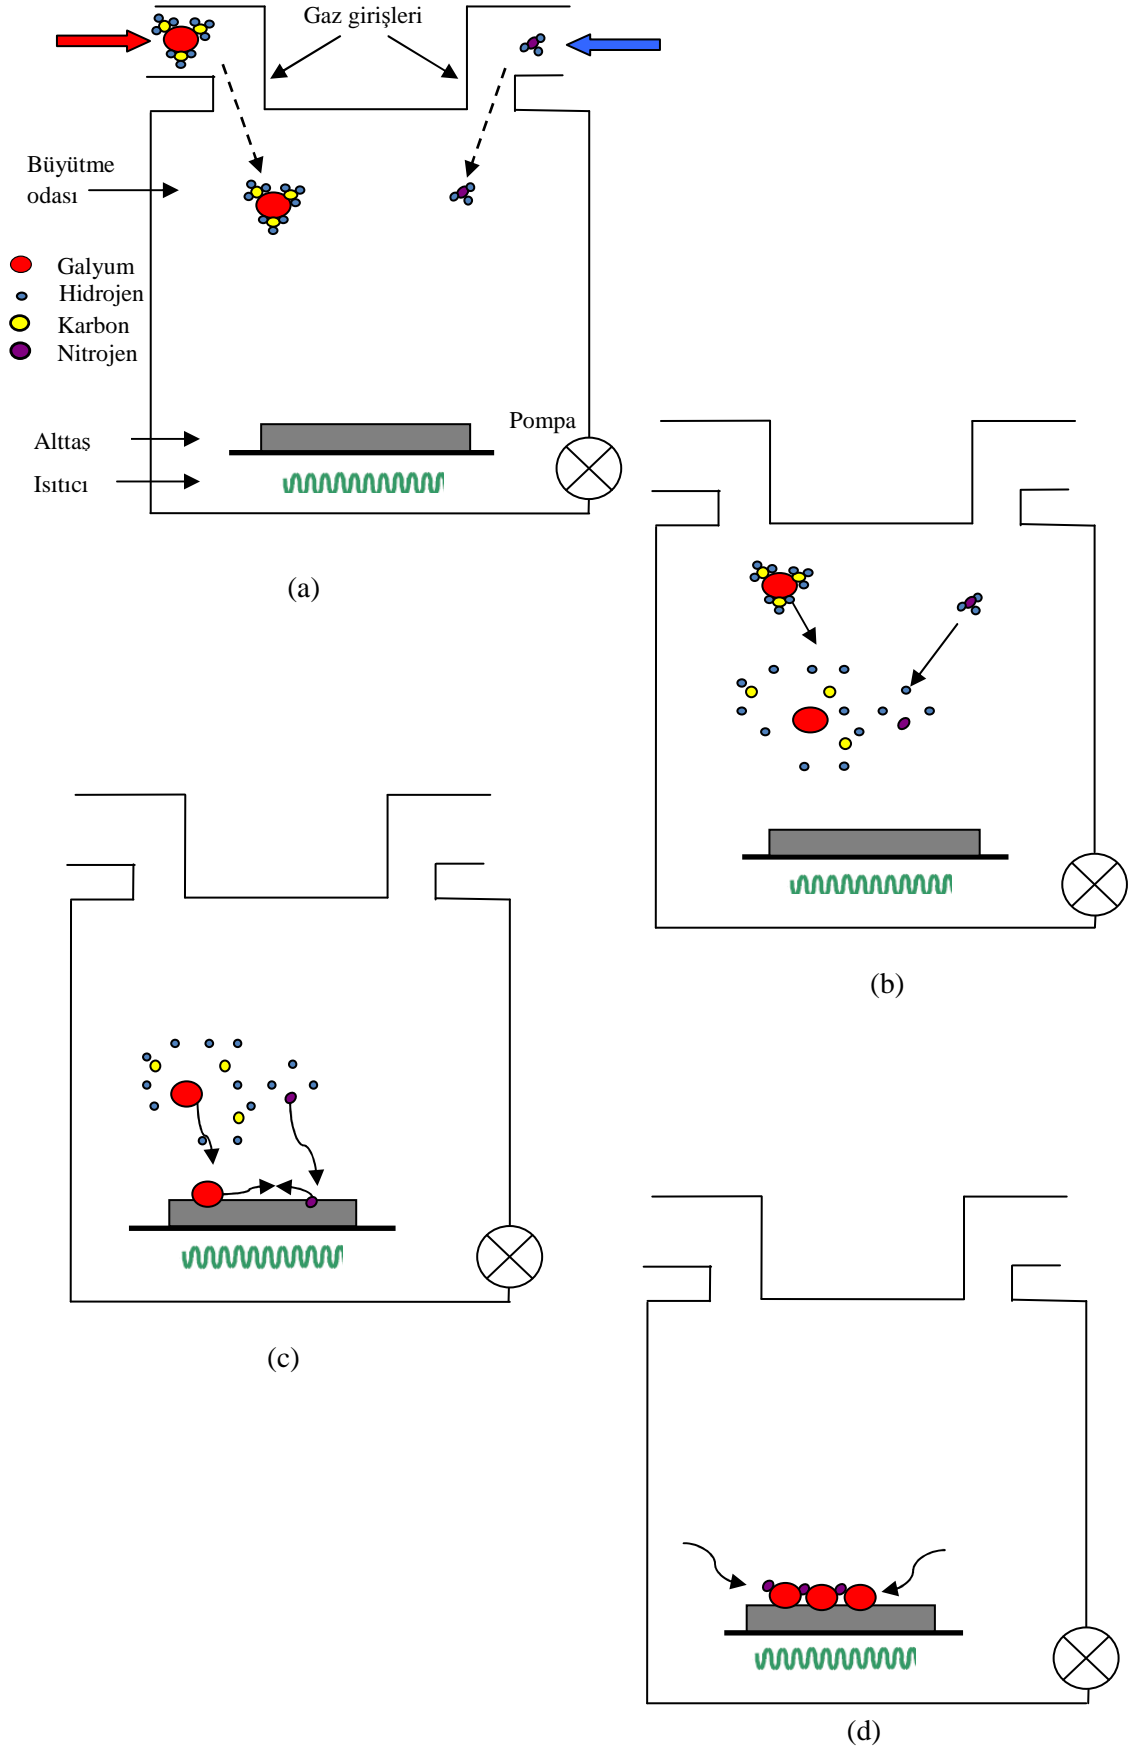 Gaz girişleri
Büyütme
odası
Galyum
Hidrojen
Karbon
Nitrojen
Pompa
Alttaş
Isıtıcı
(a)
(b)
(c)
(d)